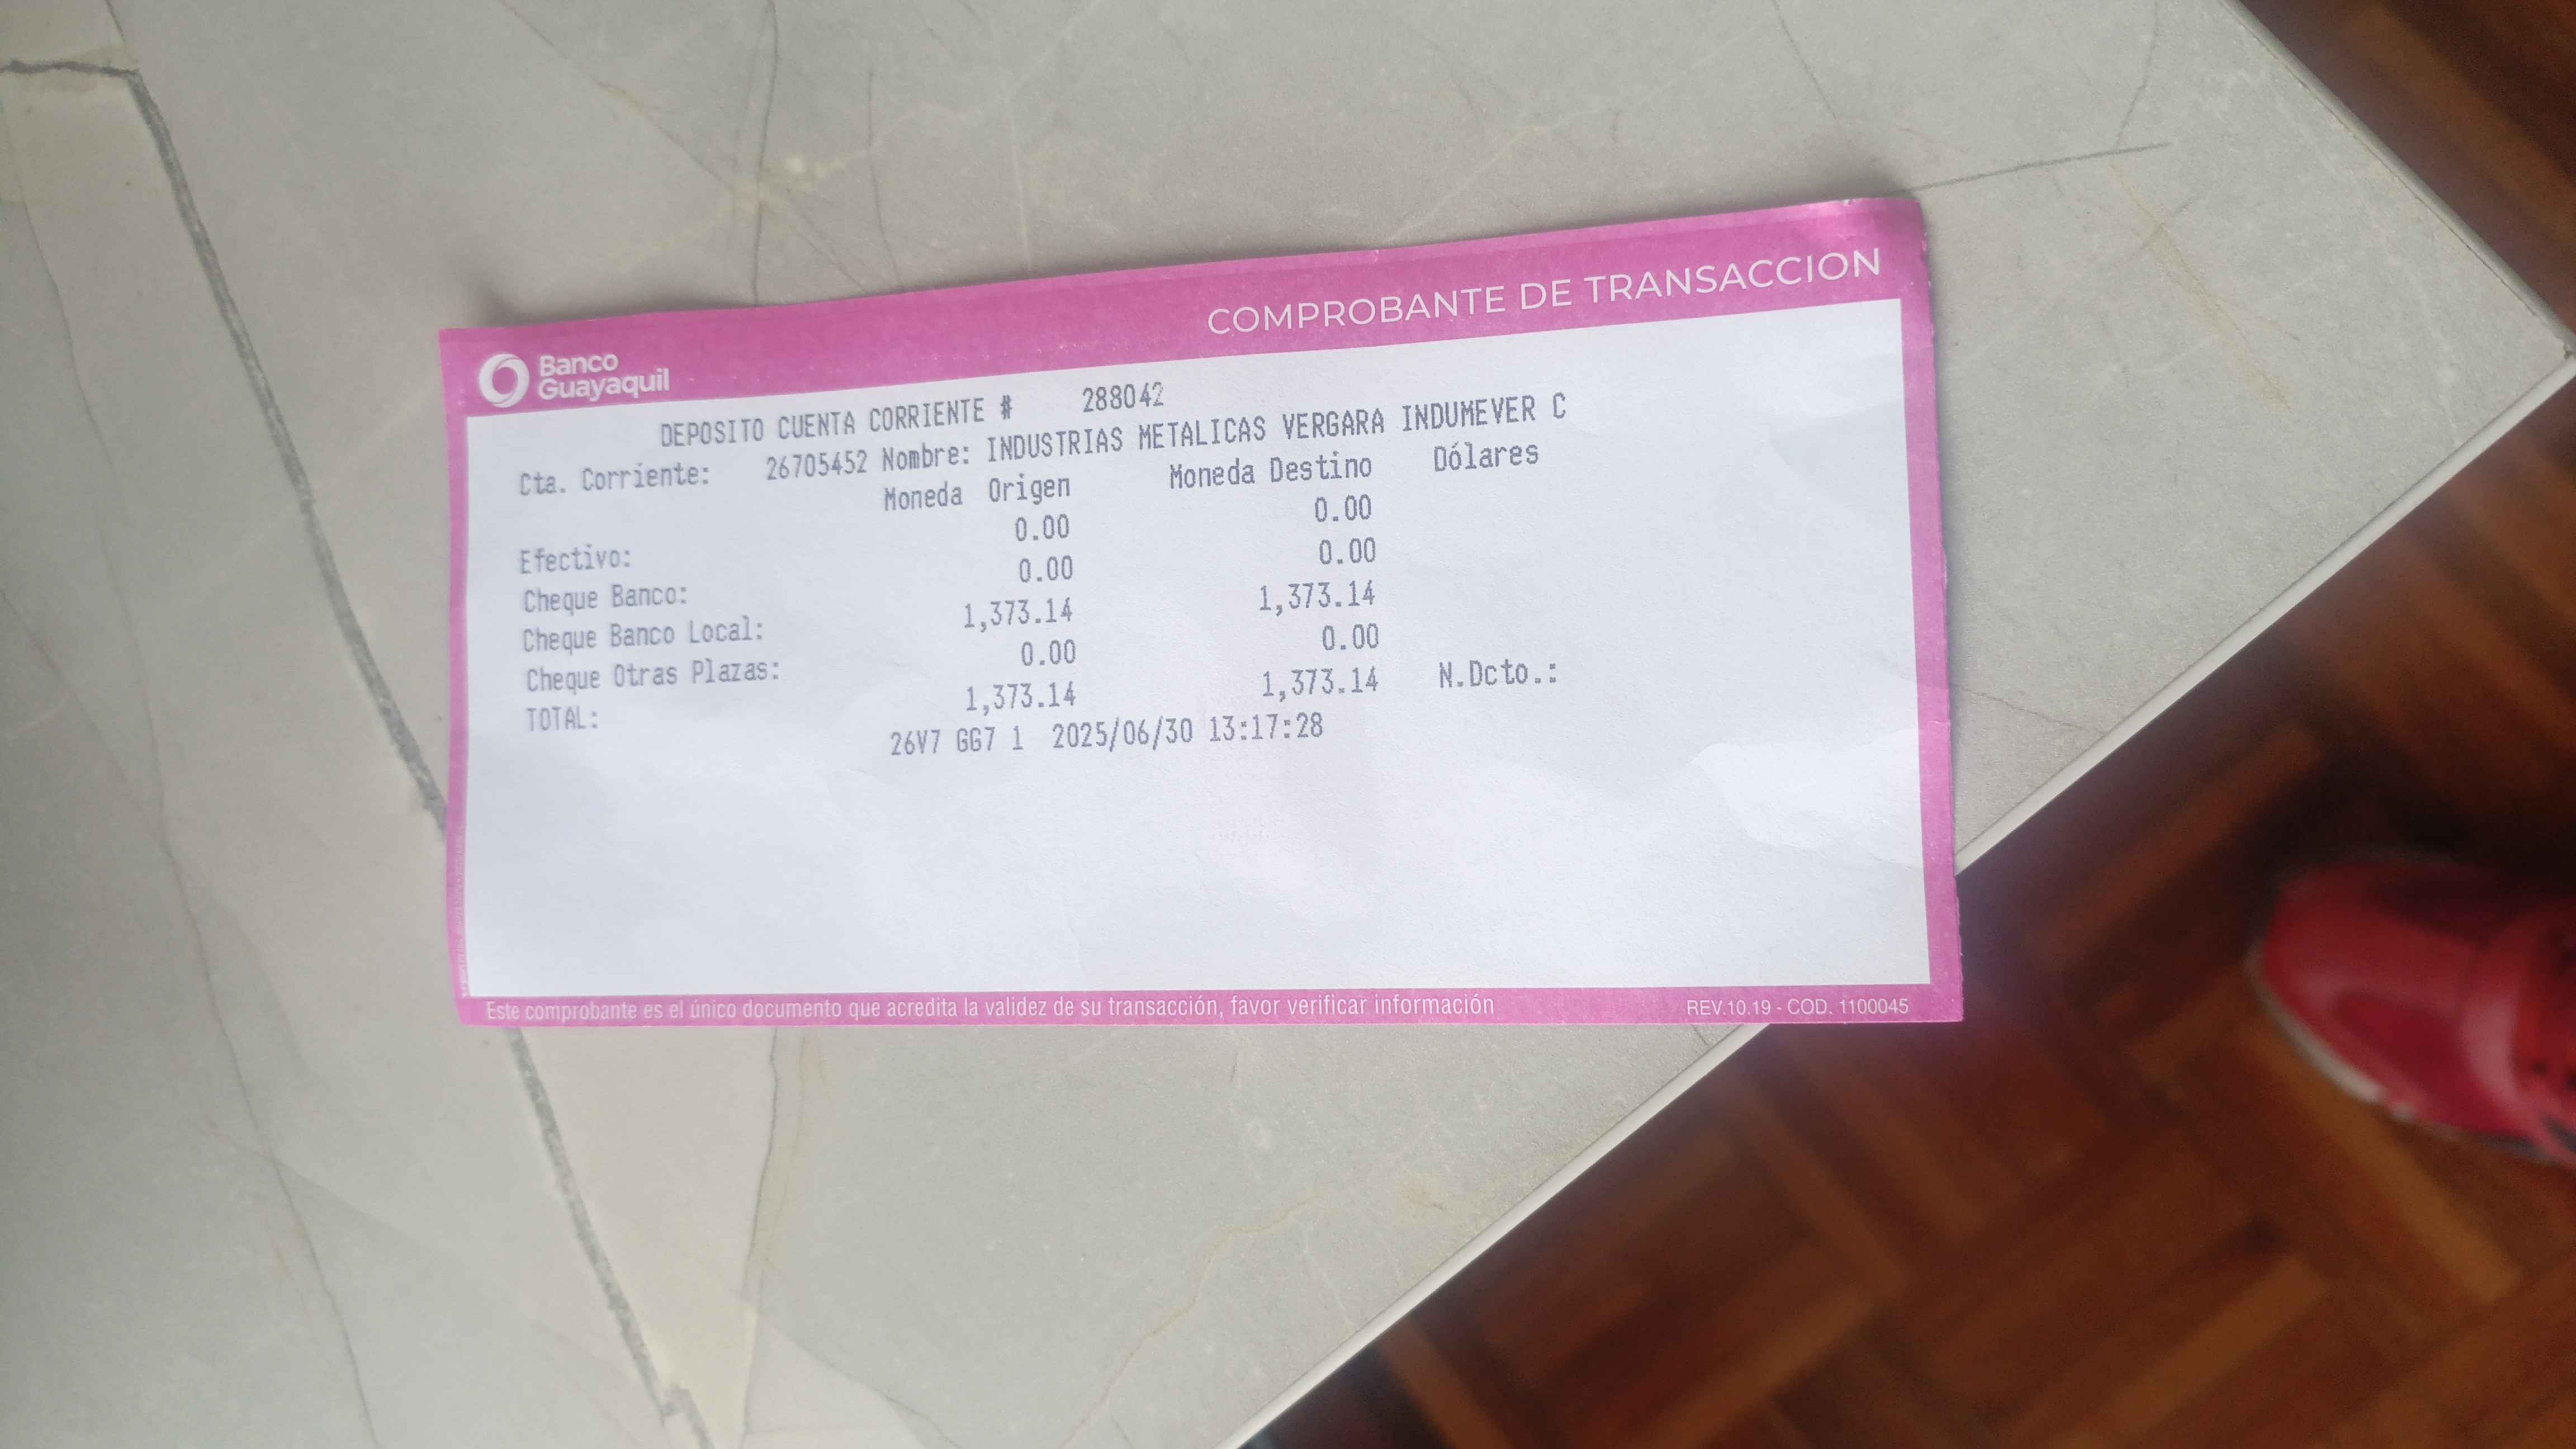 COMPROBANTE DE TRANSACCION
Banco
Guayaquil
DEPOSITO CUENTA CORRIENTE # 288042
Cta. Corriente: 26705452 Nombre: INDUSTRIAS METALICAS VERGARA INDUMEVER C
Moneda Origen Moneda Destino Dólares
Efectivo: 0.00 0.00
Cheque Banco: 0.00 0.00
Cheque Banco Local: 1,373.14 1,373.14
Cheque Otras Plazas: 0.00 0.00
TOTAL: 1,373.14 1,373.14 N.Dcto.:
26V7 GG7 1 2025/06/30 13:17:28
Este comprobante es el único documento que acredita la validez de su transacción, favor verificar información
REV.10.19 - COD. 1100045